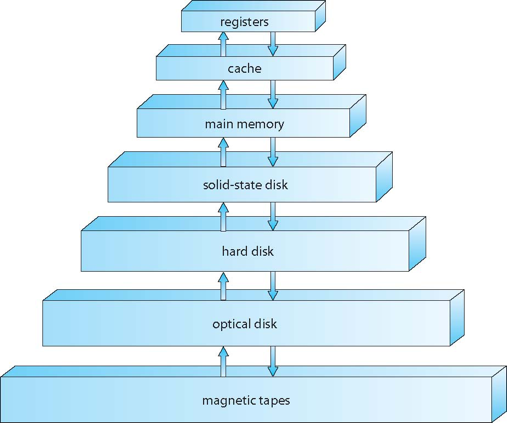 registers
cache
main memory
solid-state disk
hard disk
optical disk
magnetic tapes